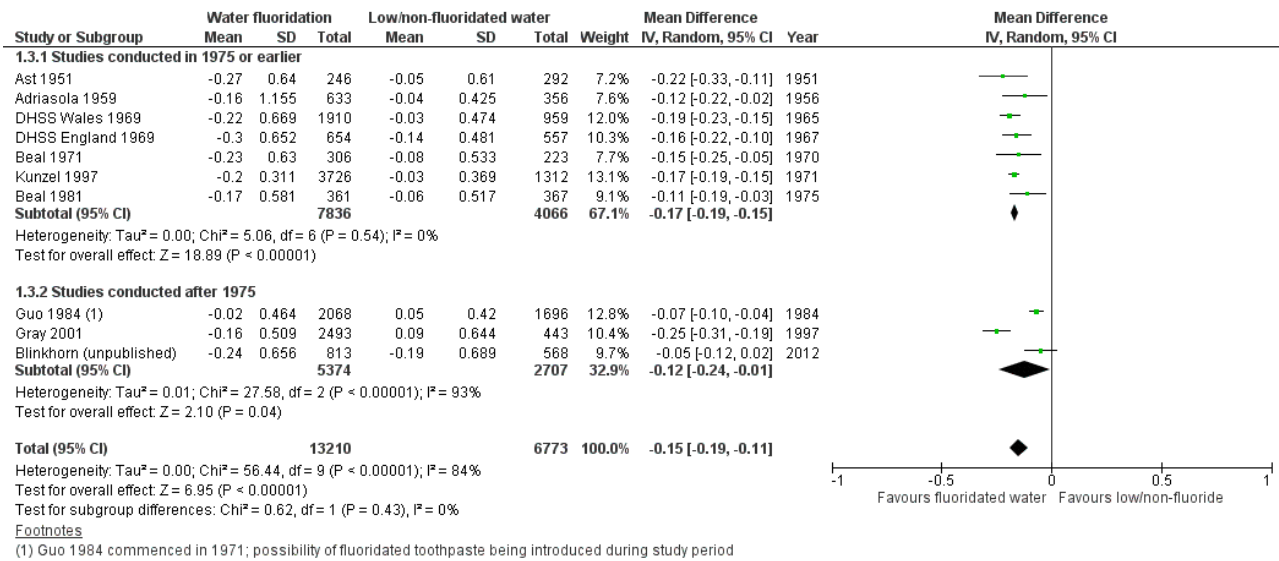 Water fluoridation Low/non-fluoridated water Mean Difference Mean Difference
Study or Subgroup Mean SD Total Mean SD Total Weight IV, Random, 95% CI Year IV, Random, 95% CI
1.3.1 Studies conducted in 1975 or earlier
Ast 1951 -0.27 0.64 246 -0.05 0.61 292 7.2% -0.22 [-0.33, -0.11] 1951
Adriasola 1959 -0.16 1.155 633 -0.04 0.425 356 7.6% -0.12 [-0.22, -0.02] 1956
DHSS Wales 1969 -0.22 0.669 1910 -0.03 0.474 959 12.0% -0.19 [-0.23, -0.15] 1965
DHSS England 1969 -0.3 0.652 654 -0.14 0.481 557 10.3% -0.16 [-0.22, -0.10] 1967
Beal 1971 -0.23 0.63 306 -0.08 0.533 223 7.7% -0.15 [-0.25, -0.05] 1970
Kunzel 1997 -0.2 0.311 3726 -0.03 0.369 1312 13.1% -0.17 [-0.19, -0.15] 1971
Beal 1981 -0.17 0.581 361 -0.06 0.517 367 9.1% -0.11 [-0.19, -0.03] 1975
Subtotal (95% CI) 7836 4066 67.1% -0.17 [-0.19, -0.15]
Heterogeneity: Tau² = 0.00; Chi² = 5.06, df = 6 (P = 0.54); I² = 0%
Test for overall effect: Z = 18.89 (P < 0.00001)
1.3.2 Studies conducted after 1975
Guo 1984 (1) -0.02 0.464 2068 0.05 0.42 1696 12.8% -0.07 [-0.10, -0.04] 1984
Gray 2001 -0.16 0.509 2493 0.09 0.644 443 10.4% -0.25 [-0.31, -0.19] 1997
Blinkhorn (unpublished) -0.24 0.656 813 -0.19 0.689 568 9.7% -0.05 [-0.12, 0.02] 2012
Subtotal (95% CI) 5374 2707 32.9% -0.12 [-0.24, -0.01]
Heterogeneity: Tau² = 0.01; Chi² = 27.58, df = 2 (P < 0.00001); I² = 93%
Test for overall effect: Z = 2.10 (P = 0.04)
Total (95% CI) 13210 6773 100.0% -0.15 [-0.19, -0.11]
Heterogeneity: Tau² = 0.00; Chi² = 56.44, df = 9 (P < 0.00001); I² = 84%
Test for overall effect: Z = 6.95 (P < 0.00001)
Test for subgroup differences: Chi² = 0.62, df = 1 (P = 0.43), I² = 0%
-1 -0.5 0 0.5 1
Favours fluoridated water Favours low/non-fluoride
Footnotes
(1) Guo 1984 commenced in 1971; possibility of fluoridated toothpaste being introduced during study period